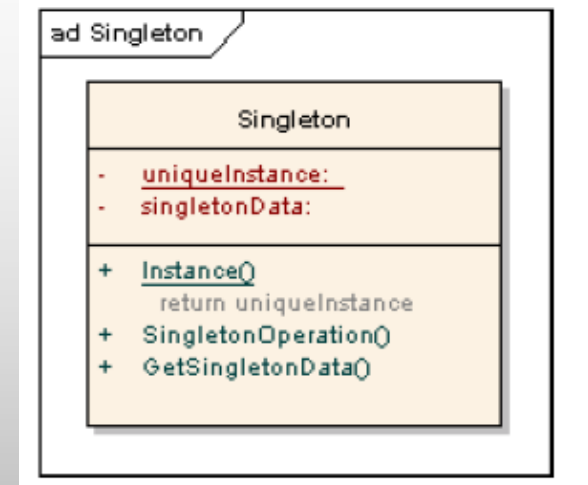 ad Singleton
Singleton
- uniqueInstance:
- singletonData:
+ Instance()
return uniqueInstance
+ SingletonOperation()
+ GetSingletonData()